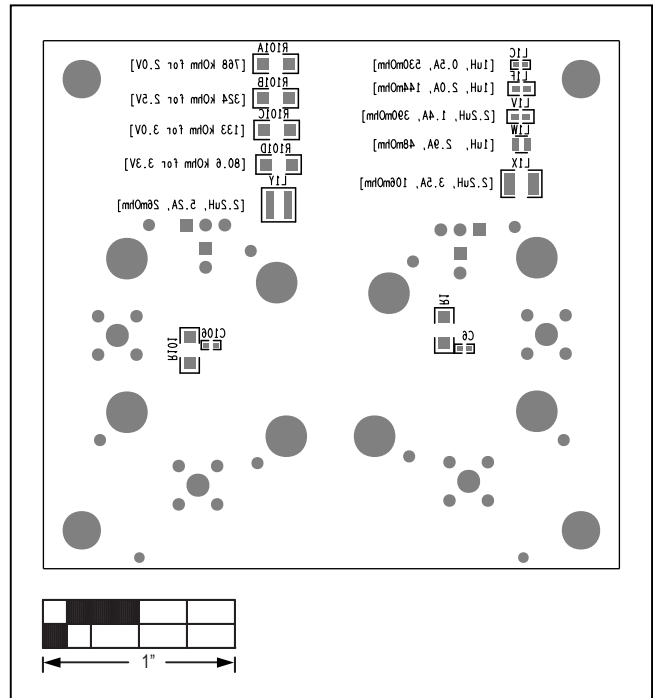 R101A
[768 kOhm for 2.0V]
R101B
[324 kOhm for 2.5V]
R101C
[133 kOhm for 3.0V]
R101D
[80.6 kOhm for 3.3V]
L1Y
[2.2uH, 5.2A, 26mOhm]
L1C
[1uH, 0.5A, 530mOhm]
L1F
[1uH, 2.0A, 144mOhm]
L1V
[2.2uH, 1.4A, 390mOhm]
L1W
[1uH, 2.9A, 48mOhm]
L1X
[2.2uH, 3.5A, 106mOhm]
R101
C106
R1
C6
1"